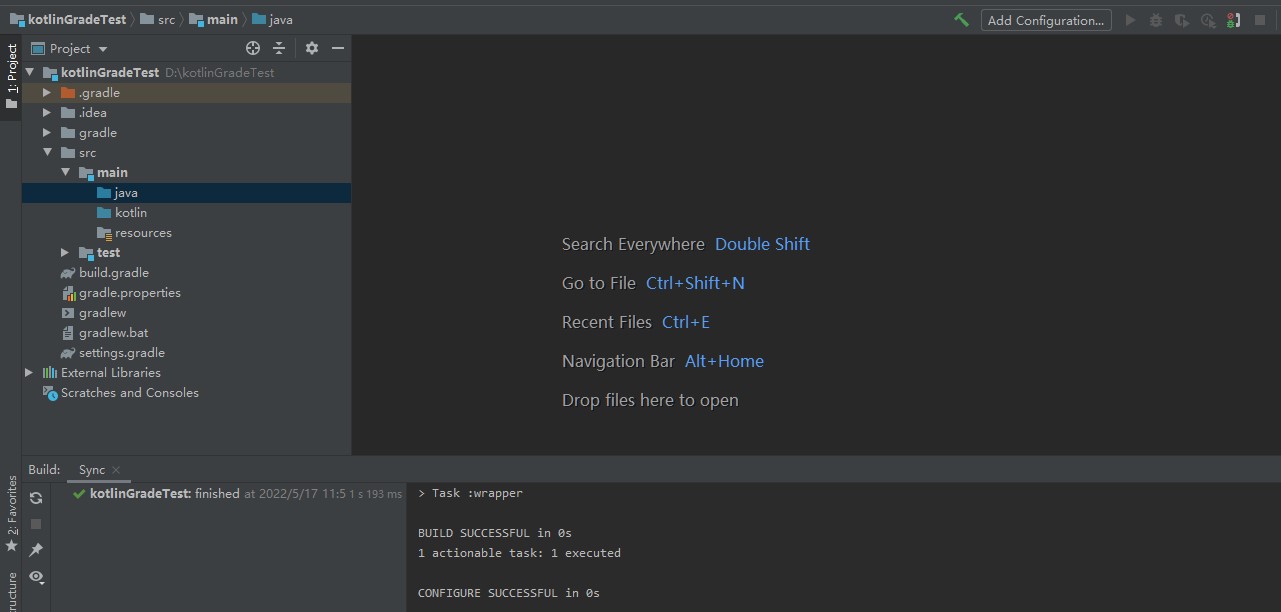 kotlinGradeTest src main java
Add Configuration...
1: Project
Project
kotlinGradeTest D:\kotlinGradeTest
.gradle
.idea
gradle
src
main
java
kotlin
resources
test
build.gradle
gradle.properties
gradlew
gradlew.bat
settings.gradle
External Libraries
Scratches and Consoles
Search Everywhere Double Shift
Go to File Ctrl+Shift+N
Recent Files Ctrl+E
Navigation Bar Alt+Home
Drop files here to open
2: Favorites
ructure
Build: Sync
kotlinGradeTest: finished at 2022/5/17 11:5 1 s 193 ms
> Task :wrapper
BUILD SUCCESSFUL in 0s
1 actionable task: 1 executed
CONFIGURE SUCCESSFUL in 0s